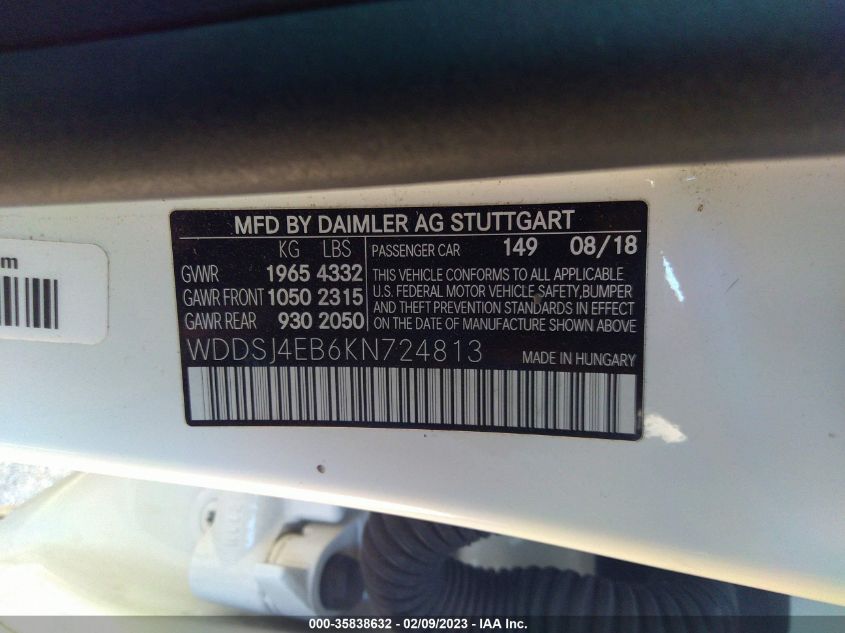 MFD BY DAIMLER AG STUTTGART
KG LBS
GVWR 1965 4332
GAWR FRONT 1050 2315
GAWR REAR 930 2050
PASSENGER CAR 149 08/18
THIS VEHICLE CONFORMS TO ALL APPLICABLE
U.S. FEDERAL MOTOR VEHICLE SAFETY,BUMPER
AND THEFT PREVENTION STANDARDS IN EFFECT
ON THE DATE OF MANUFACTURE SHOWN ABOVE
WDDSJ4EB6KN724813 MADE IN HUNGARY
000-35838632 - 02/09/2023 - IAA Inc.